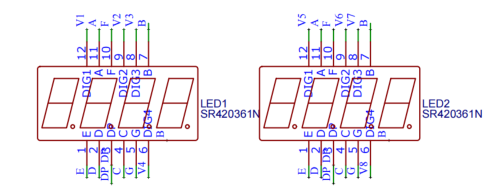 V1 A F V2 V3 B
12 11 10 9 8 7
DIG1 A F DIG2 DIG3 B
LED1
SR420361N
E D DP C G DIG4
B
1 2 3 4 5 6
E D DP C G V4
V5 A F V6 V7 B
12 11 10 9 8 7
DIG1 A F DIG2 DIG3 B
LED2
SR420361N
E D DP C G DIG4
B
1 2 3 4 5 6
E D DP C G V8